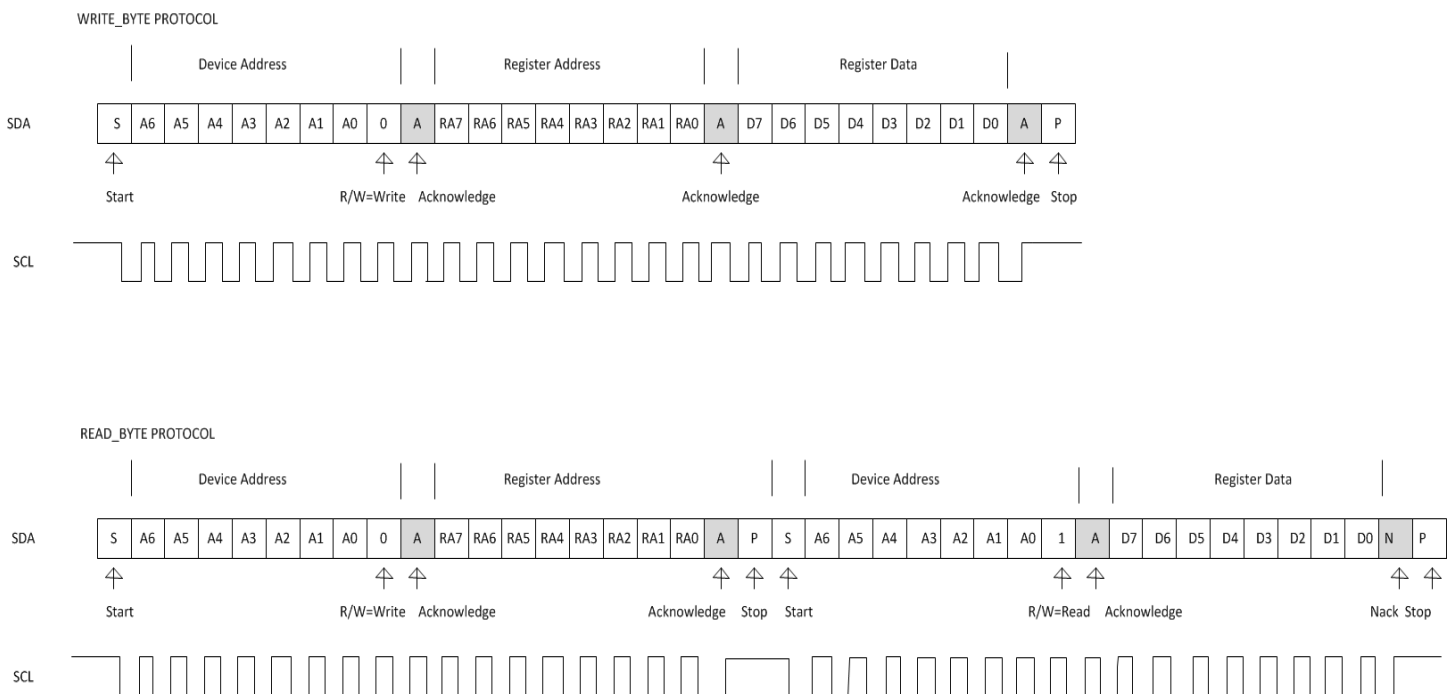 WRITE_BYTE PROTOCOL
Device Address Register Address Register Data
SDA S A6 A5 A4 A3 A2 A1 A0 0 A RA7 RA6 RA5 RA4 RA3 RA2 RA1 RA0 A D7 D6 D5 D4 D3 D2 D1 D0 A P
Start R/W=Write Acknowledge Acknowledge Acknowledge Stop
SCL
READ_BYTE PROTOCOL
Device Address Register Address Device Address Register Data
SDA S A6 A5 A4 A3 A2 A1 A0 0 A RA7 RA6 RA5 RA4 RA3 RA2 RA1 RA0 A P S A6 A5 A4 A3 A2 A1 A0 1 A D7 D6 D5 D4 D3 D2 D1 D0 N P
Start R/W=Write Acknowledge Acknowledge Stop Start R/W=Read Acknowledge Nack Stop
SCL